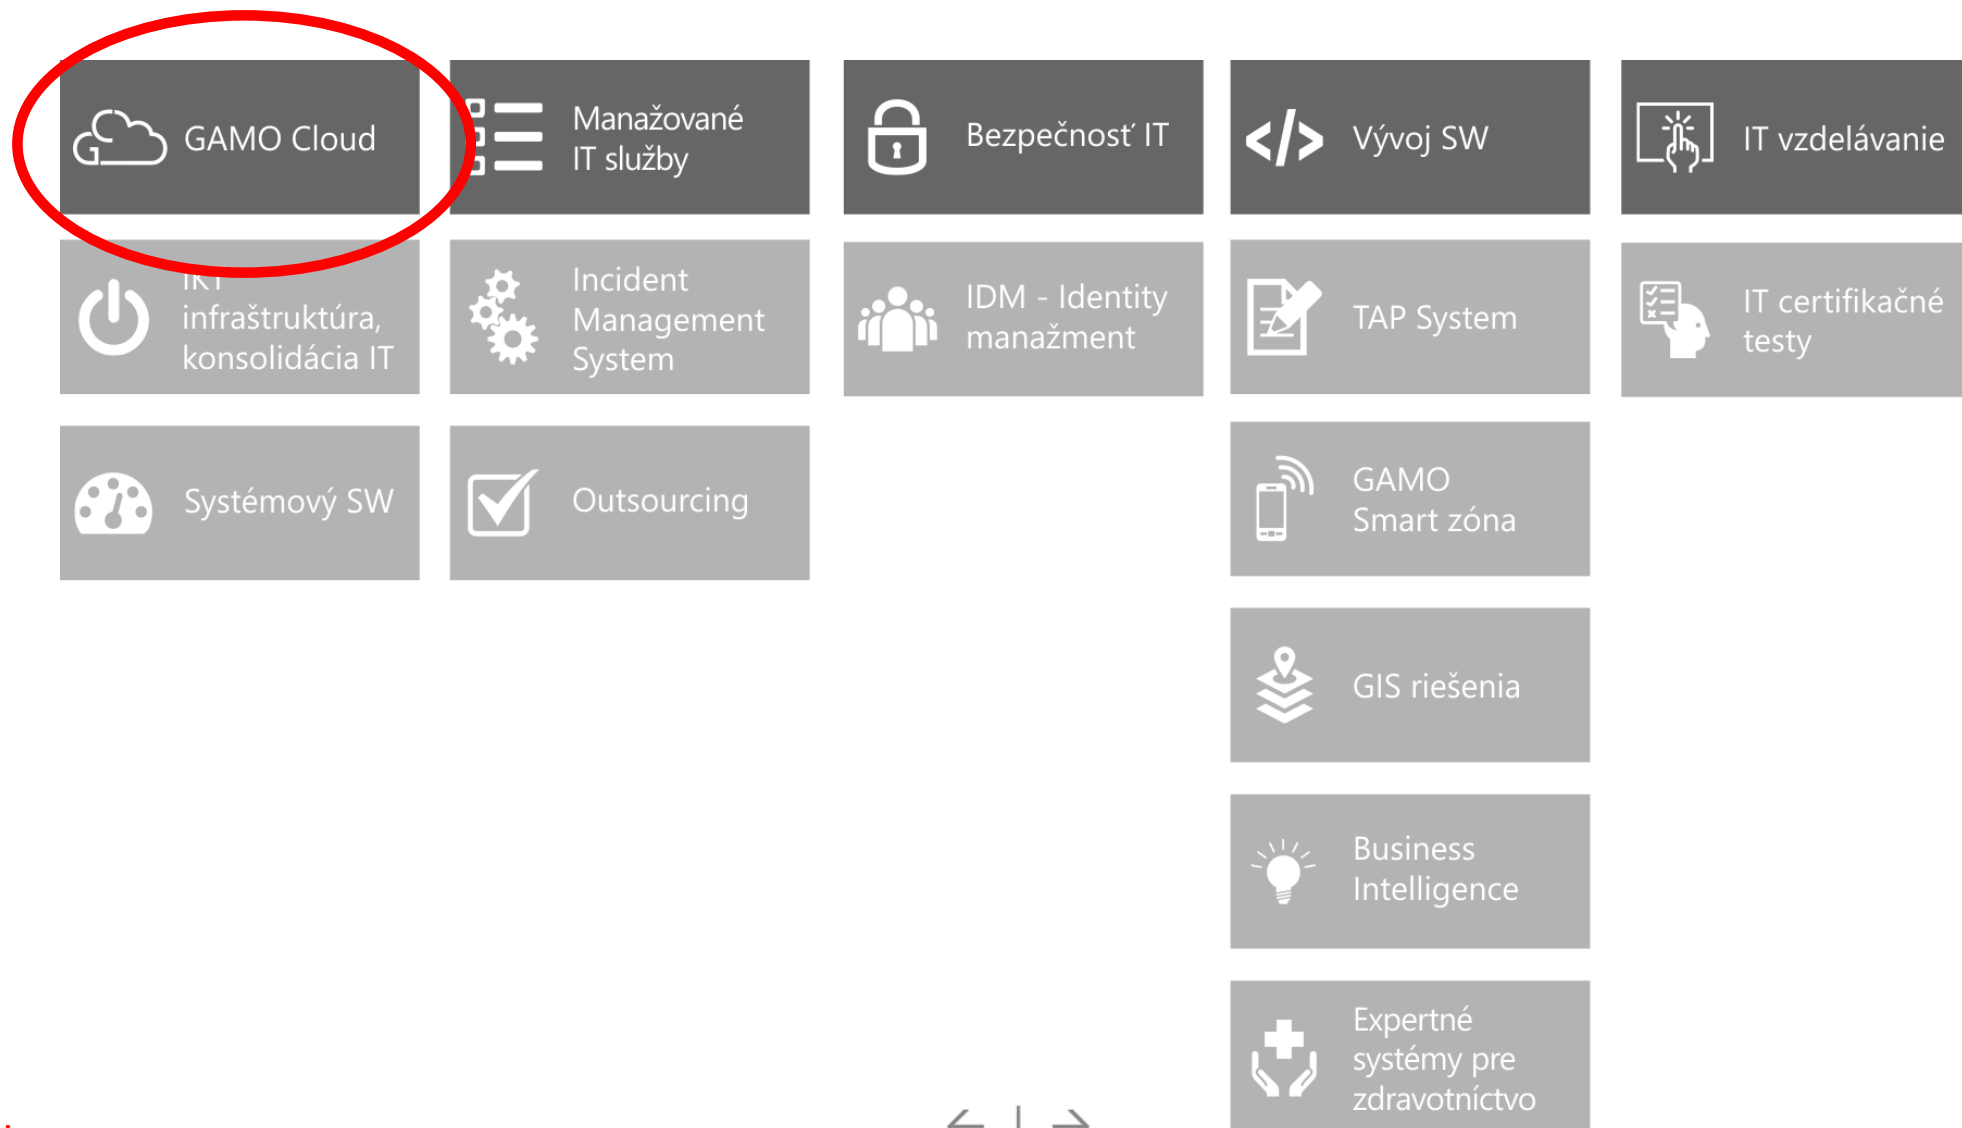 GAMO Cloud
Manažované
IT služby
Bezpečnosť IT
</>
Vývoj SW
IT vzdelávanie
IKT
infraštruktúra,
konsolidácia IT
Incident
Management
System
IDM - Identity
manažment
TAP System
IT certifikačné
testy
Systémový SW
Outsourcing
GAMO
Smart zóna
GIS riešenia
Business
Intelligence
Expertné
systémy pre
zdravotníctvo